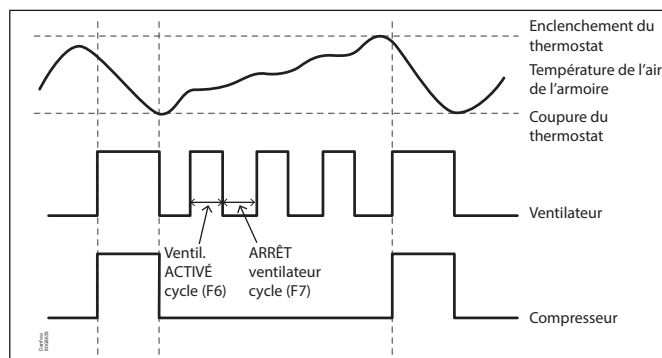 Enclenchement du
thermostat
Température de l'air
de l'armoire
Coupure du
thermostat
Ventilateur
Ventil.
ACTIVÉ
cycle (F6)
ARRÊT
ventilateur
cycle (F7)
Compresseur
Danfoss